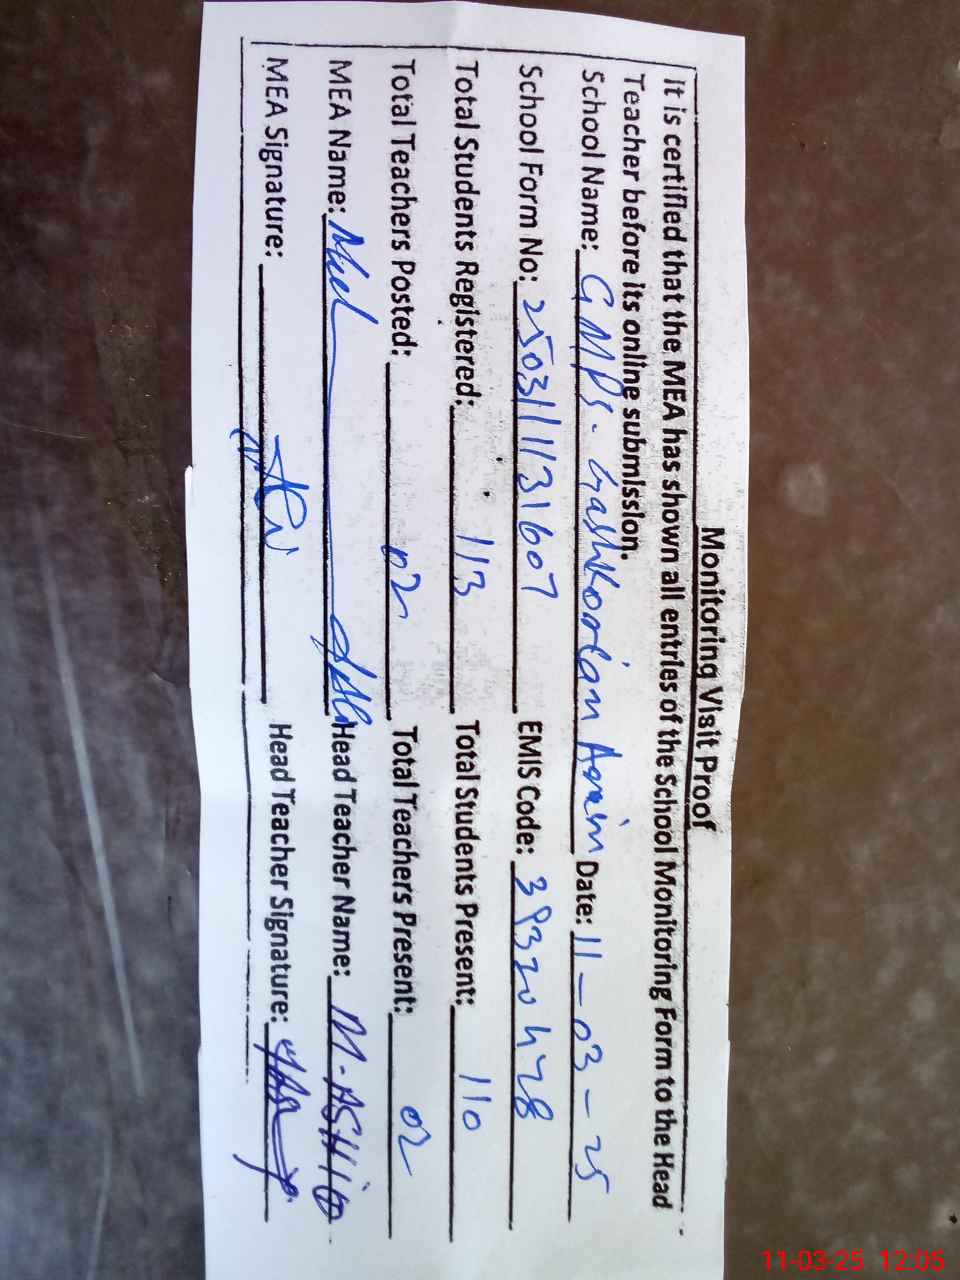 Monitoring Visit Proof
It is certified that the MEA has shown all entries of the School Monitoring Form to the Head
Teacher before its online submission.
School Name: GMPS. Lashkorian Date: 11-03-25
School Form No: 2503111131607 EMIS Code: 39320428
Total Students Registered: 113 Total Students Present: 110
Total Teachers Posted: 02 Total Teachers Present: 02
MEA Name: Head Teacher Name: M. ASHIQ
MEA Signature: Head Teacher Signature:
11-03-25 12:05